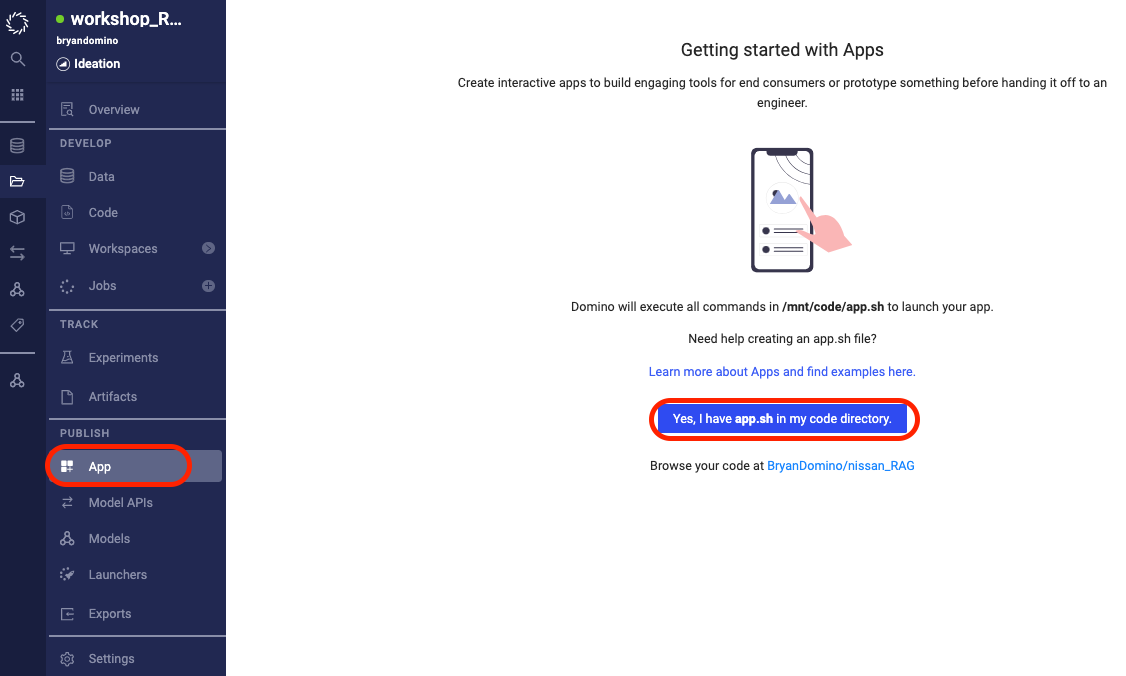 workshop_R...
bryandomino
Ideation
Overview
DEVELOP
Data
Code
Workspaces
Jobs
TRACK
Experiments
Artifacts
PUBLISH
App
Model APIs
Models
Launchers
Exports
Settings
Getting started with Apps
Create interactive apps to build engaging tools for end consumers or prototype something before handing it off to an
engineer.
Domino will execute all commands in /mnt/code/app.sh to launch your app.
Need help creating an app.sh file?
Learn more about Apps and find examples here.
Yes, I have app.sh in my code directory.
Browse your code at BryanDomino/nissan_RAG